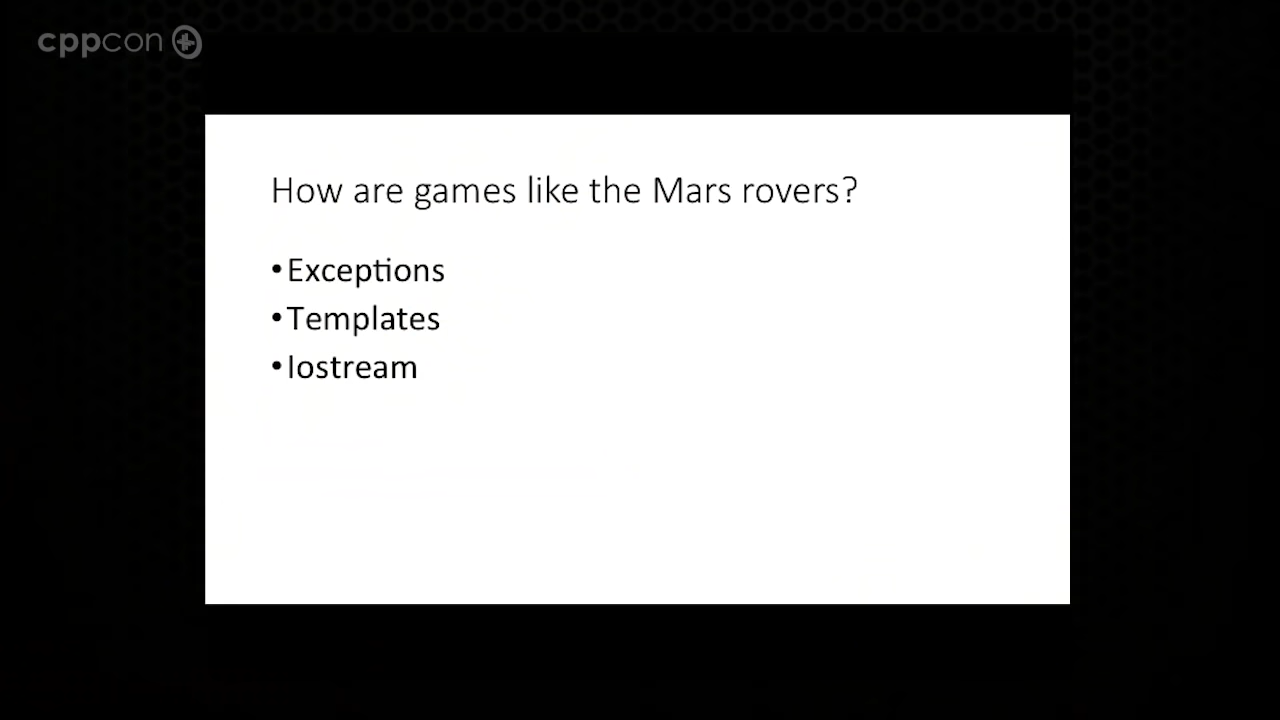 cppcon
How are games like the Mars rovers?
•Exceptions
•Templates
•Iostream